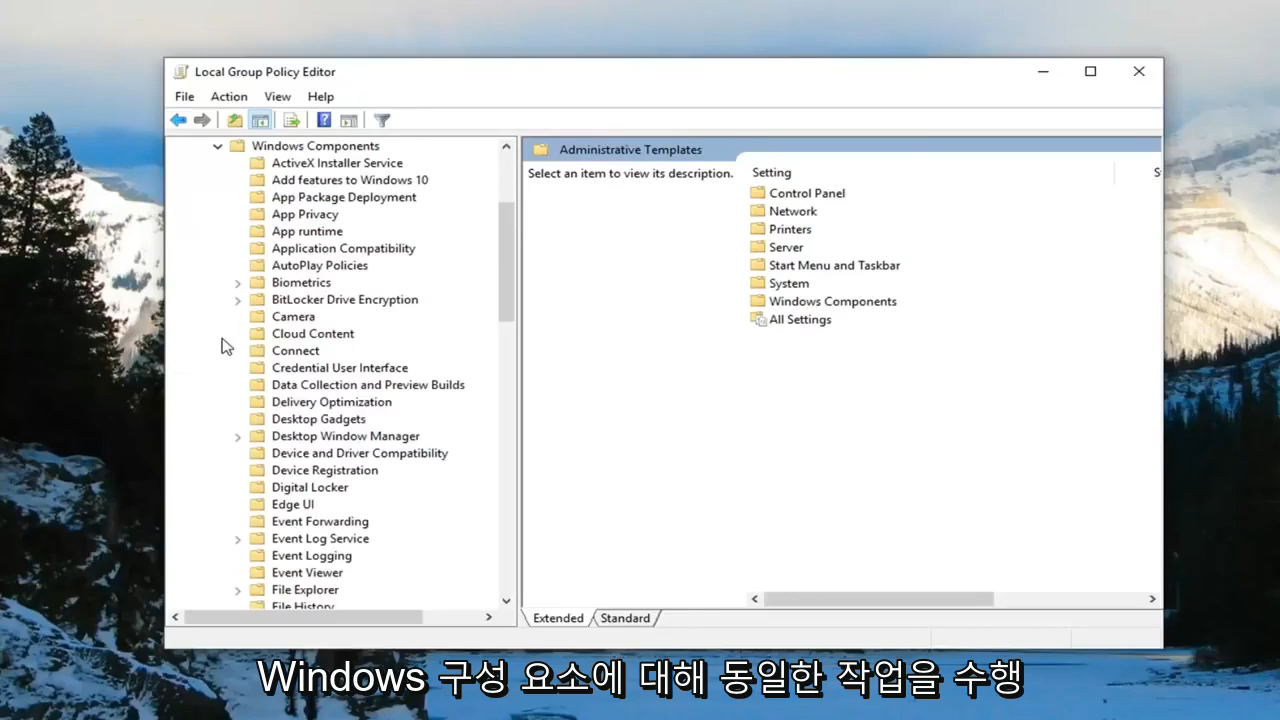 Local Group Policy Editor
File Action View Help
Windows Components
ActiveX Installer Service
Add features to Windows 10
App Package Deployment
App Privacy
App runtime
Application Compatibility
AutoPlay Policies
Biometrics
BitLocker Drive Encryption
Camera
Cloud Content
Connect
Credential User Interface
Data Collection and Preview Builds
Delivery Optimization
Desktop Gadgets
Desktop Window Manager
Device and Driver Compatibility
Device Registration
Digital Locker
Edge UI
Event Forwarding
Event Log Service
Event Logging
Event Viewer
File Explorer
File History
Administrative Templates
Select an item to view its description.
Setting
S
Control Panel
Network
Printers
Server
Start Menu and Taskbar
System
Windows Components
All Settings
Extended Standard
Windows 구성 요소에 대해 동일한 작업을 수행